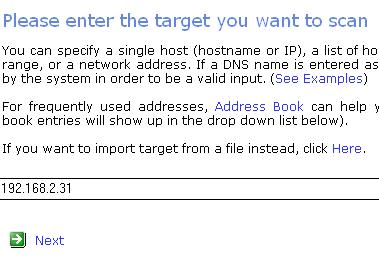 Please enter the target you want to scan
You can specify a single host (hostname or IP), a list of ho
range, or a network address. If a DNS name is entered as
by the system in order to be a valid input. (See Examples)
For frequently used addresses, Address Book can help y
book entries will show up in the drop down list below).
If you want to import target from a file instead, click Here.
192.168.2.31
Next